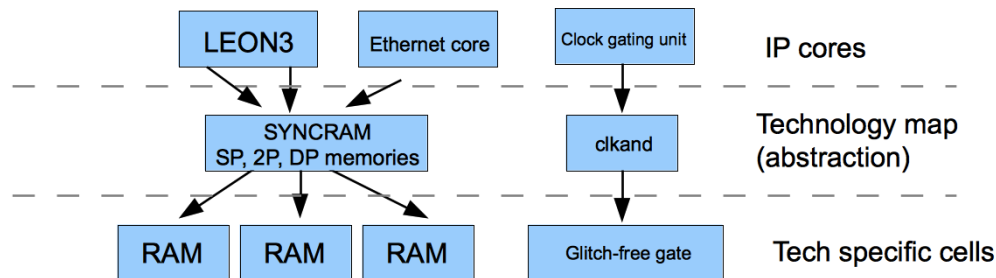 LEON3
Ethernet core
Clock gating unit
IP cores
SYNCRAM
SP, 2P, DP memories
clkand
Technology map
(abstraction)
RAM
RAM
RAM
Glitch-free gate
Tech specific cells